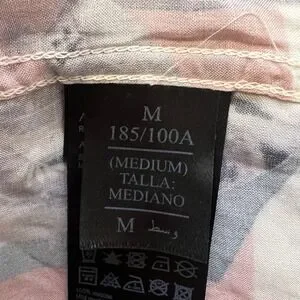 M
185/100A
(MEDIUM)
TALLA:
MEDIANO
M وسط